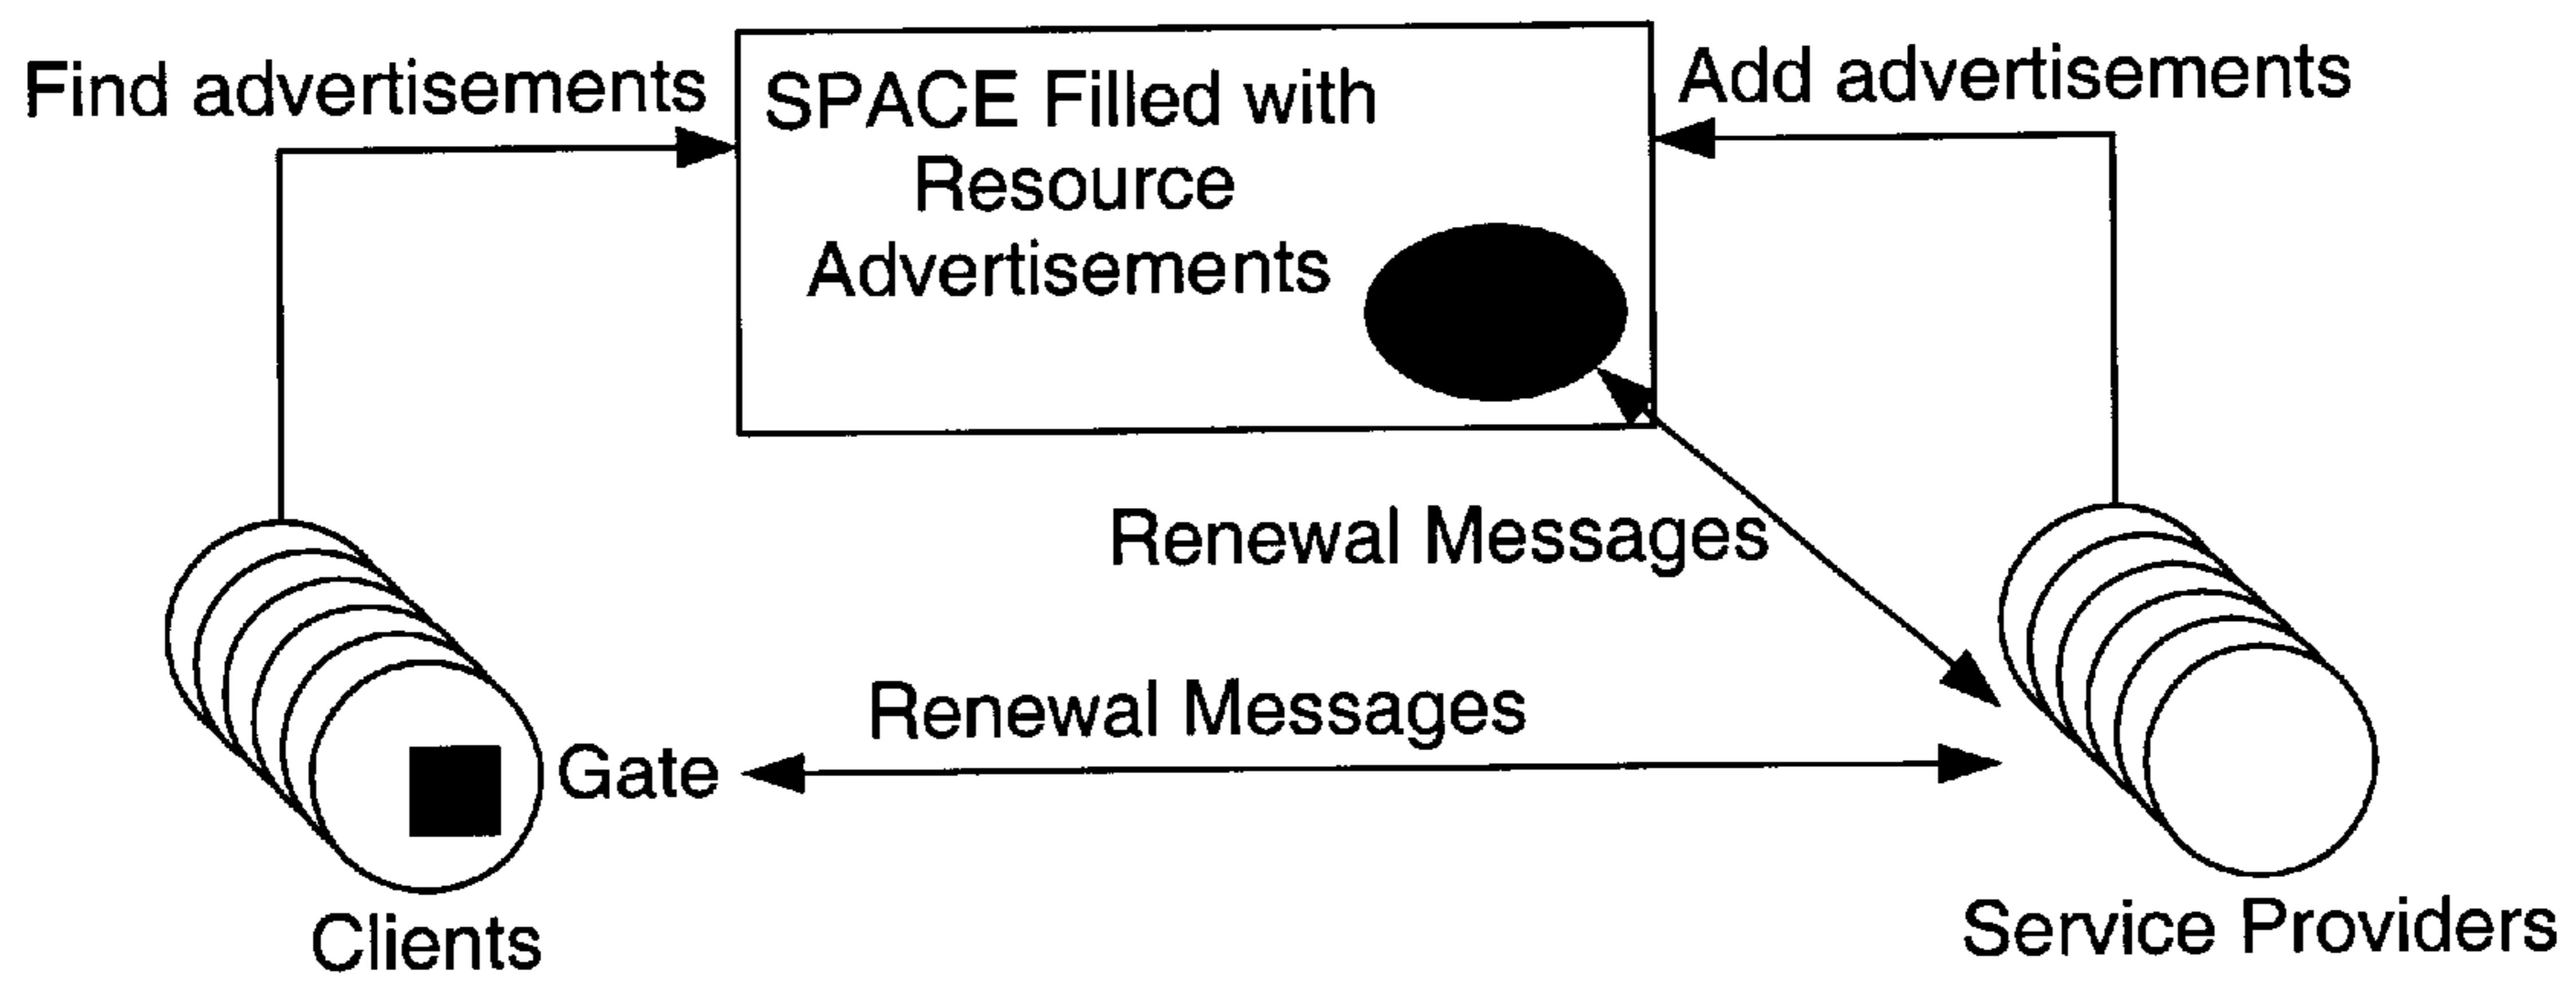 Find advertisements
SPACE Filled with
Resource
Advertisements
Add advertisements
Renewal Messages
Renewal Messages
Gate
Clients
Service Providers